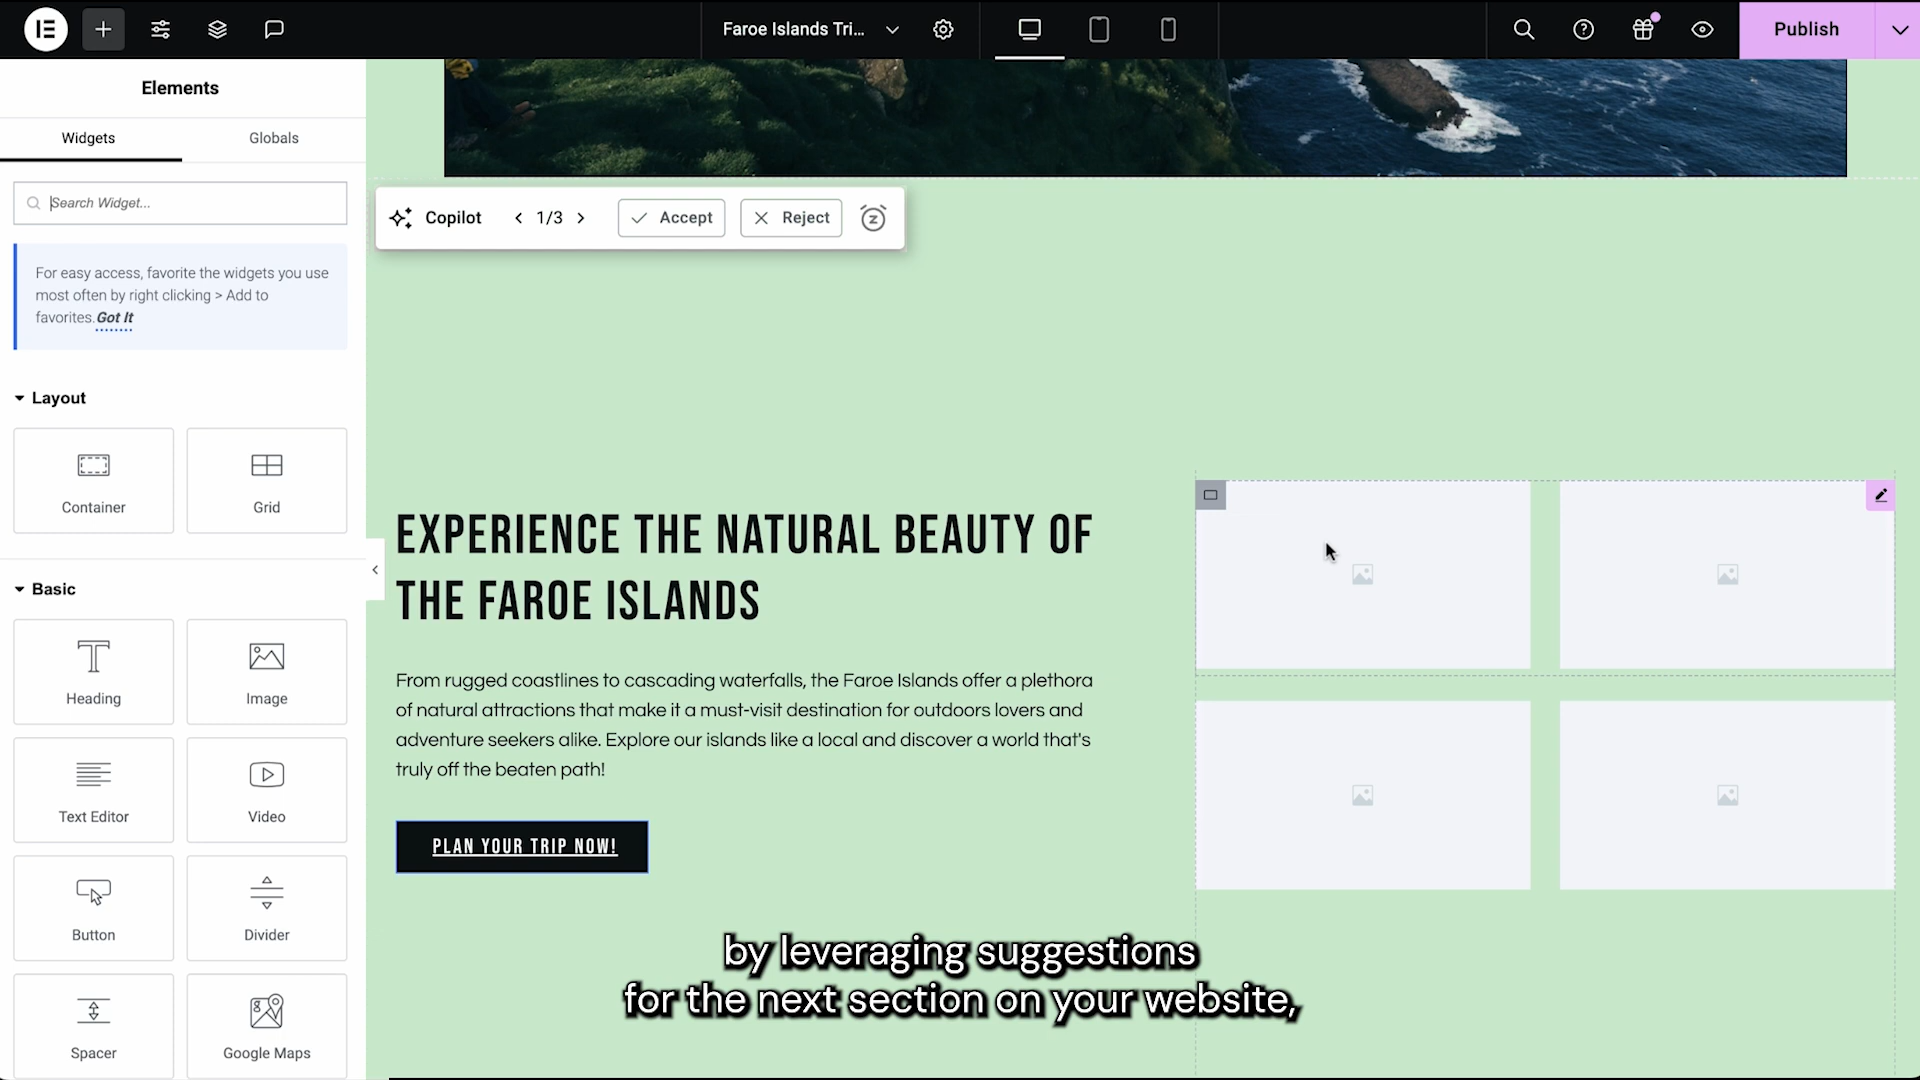 Faroe Islands Tri...
Publish
Elements
Widgets
Globals
Search Widget...
For easy access, favorite the widgets you use
most often by right clicking > Add to
favorites. Got It
Layout
Container
Grid
Basic
Heading
Image
Text Editor
Video
Button
Divider
Spacer
Google Maps
Copilot
1/3
Accept
Reject
EXPERIENCE THE NATURAL BEAUTY OF
THE FAROE ISLANDS
From rugged coastlines to cascading waterfalls, the Faroe Islands offer a plethora
of natural attractions that make it a must-visit destination for outdoors lovers and
adventure seekers alike. Explore our islands like a local and discover a world that's
truly off the beaten path!
PLAN YOUR TRIP NOW!
by leveraging suggestions
for the next section on your website,